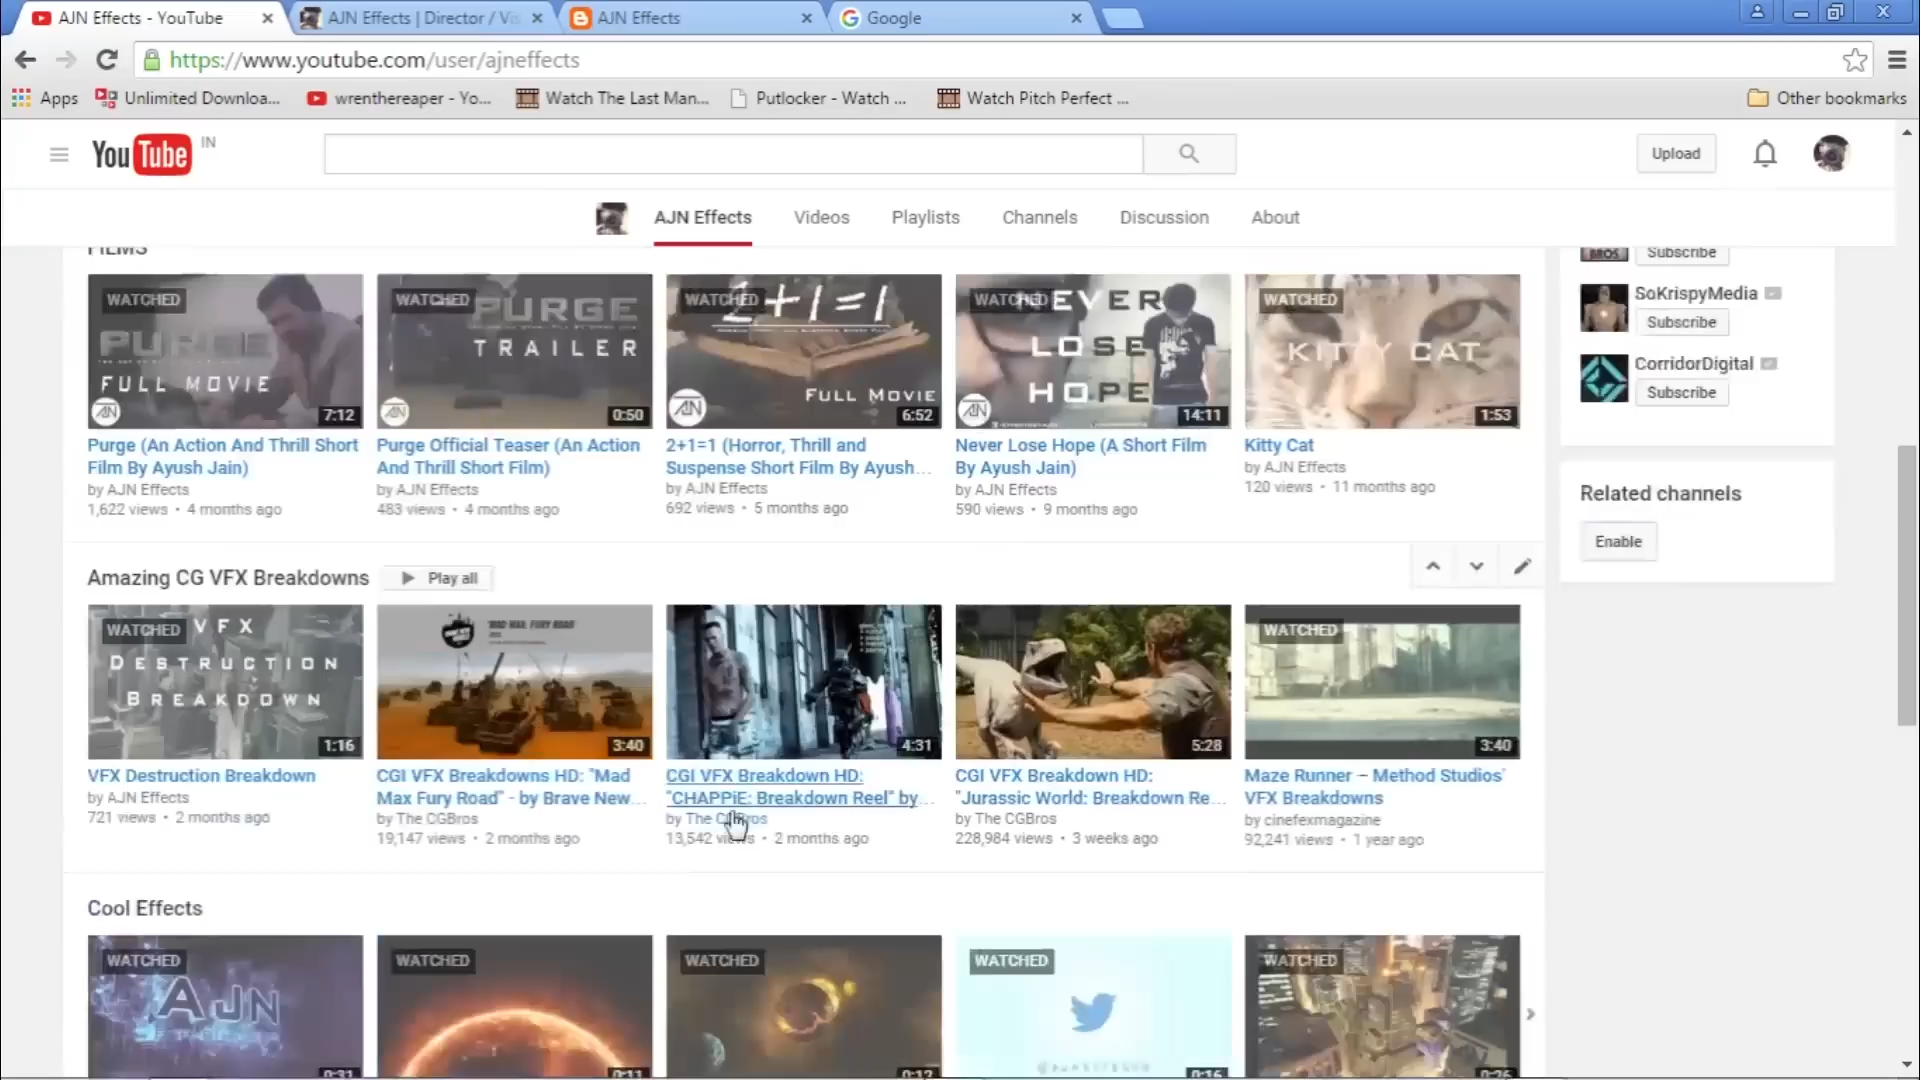 AJN Effects - YouTube
AJN Effects | Director / Vis
AJN Effects
Google
https://www.youtube.com/user/ajneffects
Apps
Unlimited Downloa...
wrenthereaper - Yo...
Watch The Last Man...
Putlocker - Watch ...
Watch Pitch Perfect ...
Other bookmarks
YouTube IN
Upload
AJN Effects
Videos
Playlists
Channels
Discussion
About
FILMS
WATCHED
PURGE
FULL MOVIE
7:12
Purge (An Action And Thrill Short
Film By Ayush Jain)
by AJN Effects
1,622 views • 4 months ago
WATCHED
PURGE
TRAILER
0:50
Purge Official Teaser (An Action
And Thrill Short Film)
by AJN Effects
483 views • 4 months ago
WATCHED
2+1=1
FULL MOVIE
6:52
2+1=1 (Horror, Thrill and
Suspense Short Film By Ayush...
by AJN Effects
692 views • 5 months ago
WATCHED
NEVER
LOSE
HOPE
14:11
Never Lose Hope (A Short Film
By Ayush Jain)
by AJN Effects
590 views • 9 months ago
WATCHED
KITTY CAT
1:53
Kitty Cat
by AJN Effects
120 views • 11 months ago
Subscribe
SoKrispyMedia
Subscribe
CorridorDigital
Subscribe
Related channels
Enable
Amazing CG VFX Breakdowns
Play all
WATCHED
VFX
DESTRUCTION
BREAKDOWN
1:16
VFX Destruction Breakdown
by AJN Effects
721 views • 2 months ago
MAD MAX: FURY ROAD
3:40
CGI VFX Breakdowns HD: "Mad
Max Fury Road" - by Brave New...
by The CGBros
19,147 views • 2 months ago
4:31
CGI VFX Breakdown HD:
"CHAPPiE: Breakdown Reel" by...
by The CGBros
13,542 views • 2 months ago
5:28
CGI VFX Breakdown HD:
"Jurassic World: Breakdown Re...
by The CGBros
228,984 views • 3 weeks ago
WATCHED
3:40
Maze Runner – Method Studios'
VFX Breakdowns
by cinefexmagazine
92,241 views • 1 year ago
Cool Effects
WATCHED
AJN
0:31
WATCHED
0:11
WATCHED
0:12
WATCHED
0:16
WATCHED
0:26